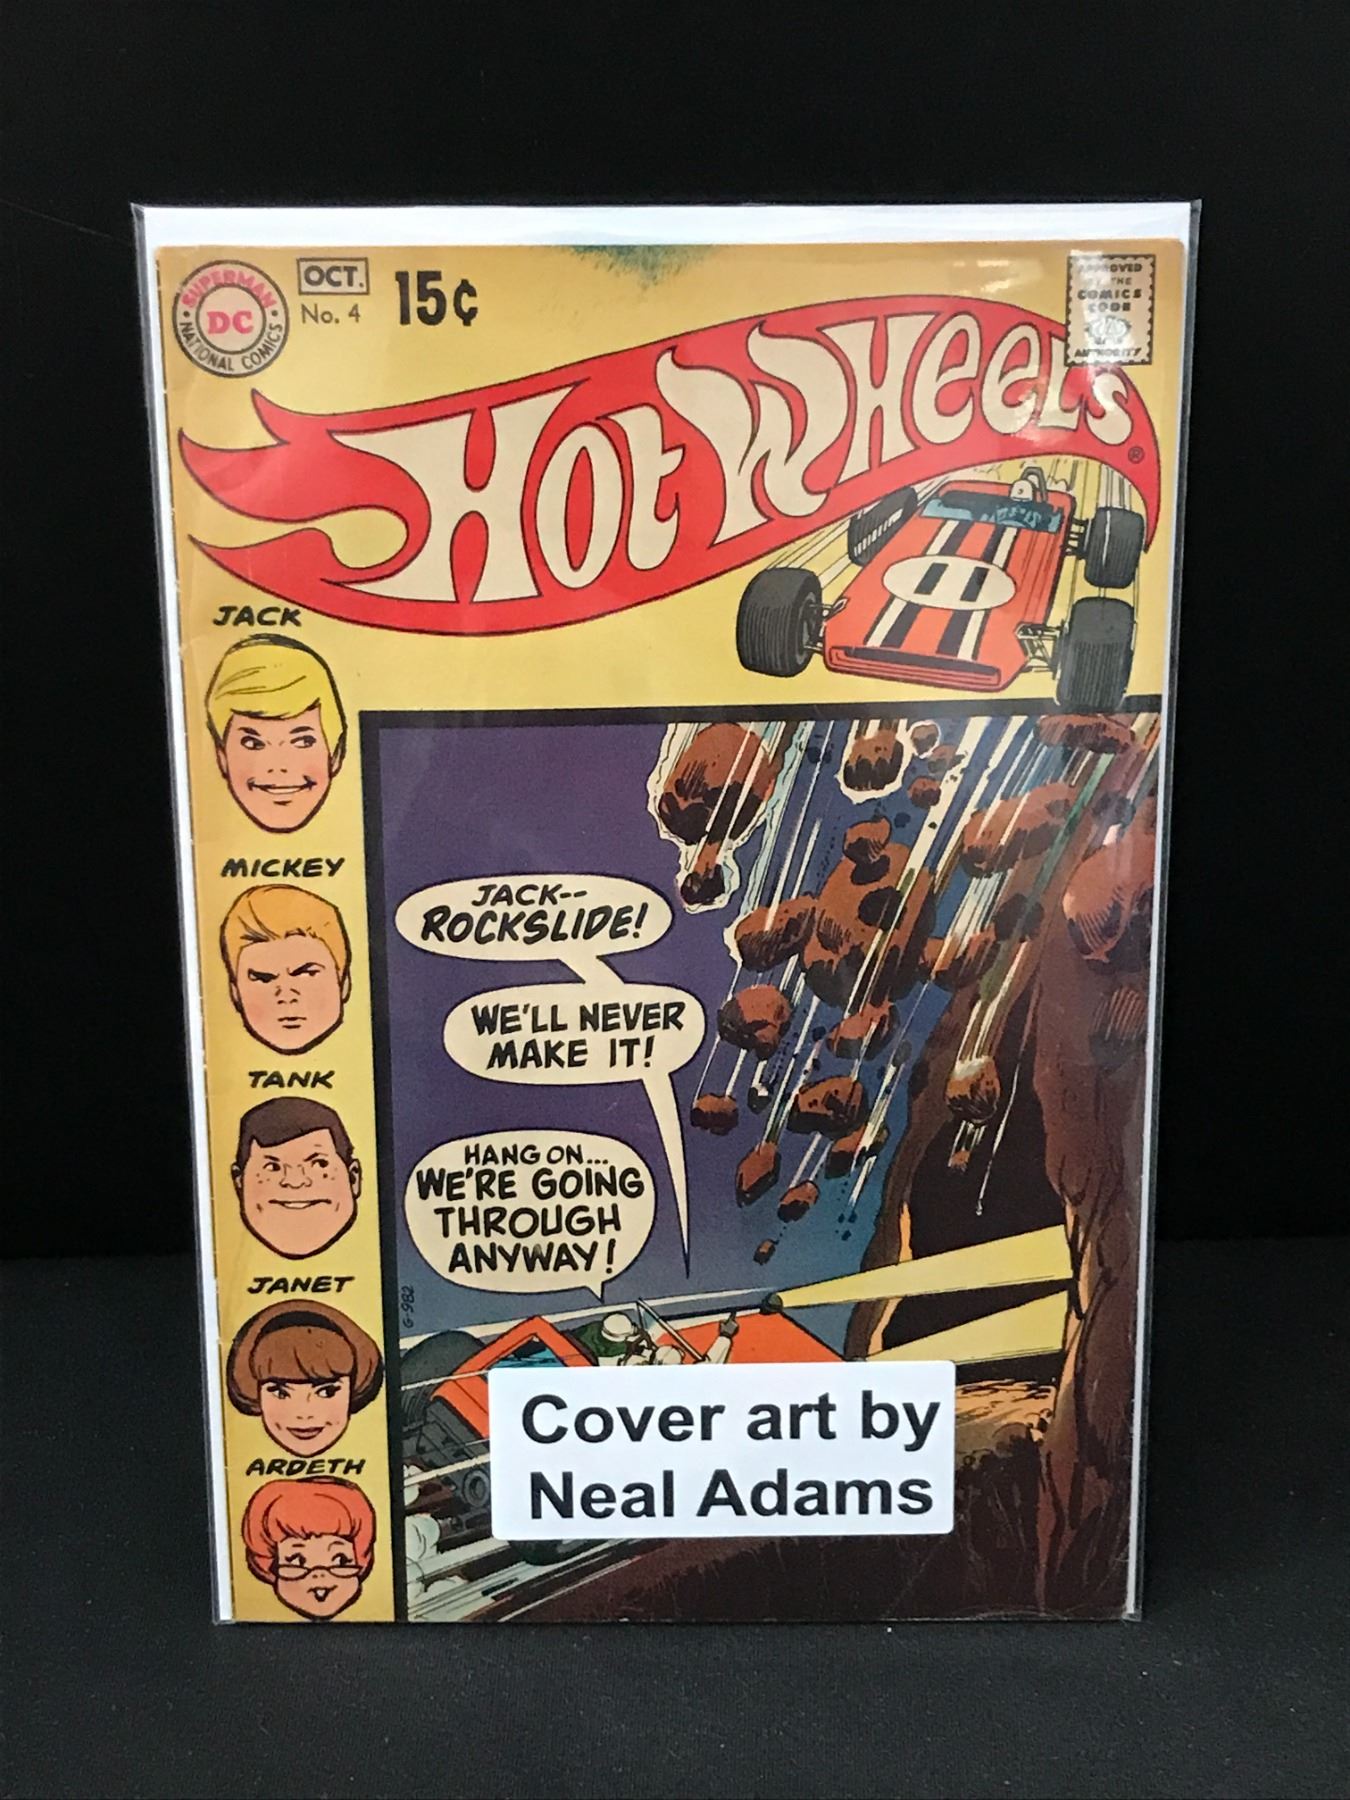 SUPERMAN
DC
NATIONAL COMICS
OCT.
No. 4
15¢
APPROVED
BY THE
COMICS
CODE
AUTHORITY
HOT WHEELS®
JACK
MICKEY
TANK
JANET
ARDETH
JACK--
ROCKSLIDE!
WE'LL NEVER
MAKE IT!
HANG ON...
WE'RE GOING
THROUGH
ANYWAY!
G-982
Cover art by
Neal Adams